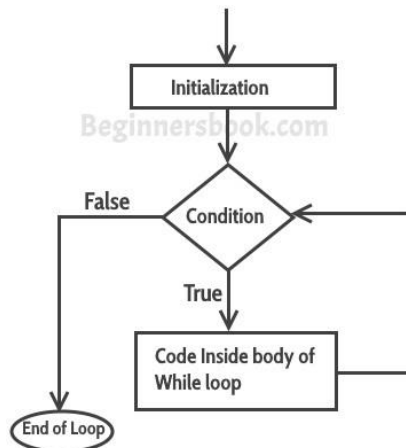 Initialization
Beginnersbook.com
False
Condition
True
Code Inside body of
While loop
End of Loop